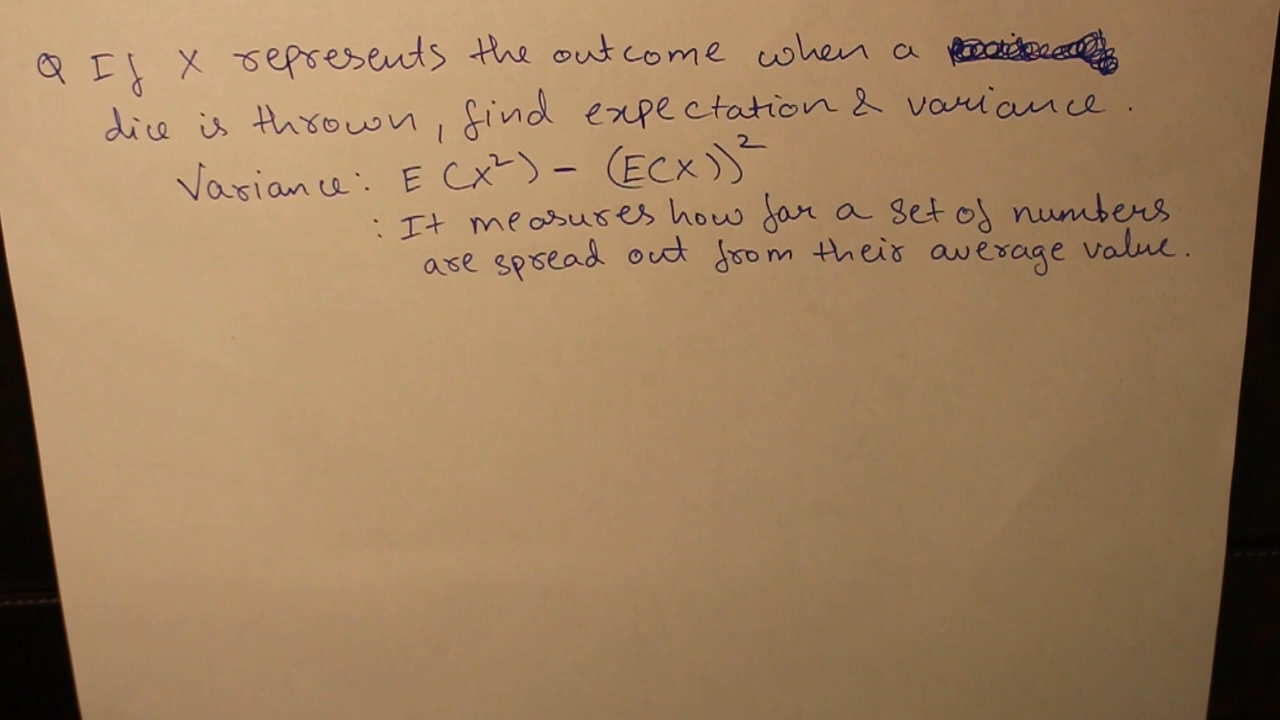 Q If X represents the outcome when a
dice is thrown, find expectation & variance.
Variance: E(X²) - (E(X))²
: It measures how far a set of numbers
are spread out from their average value.